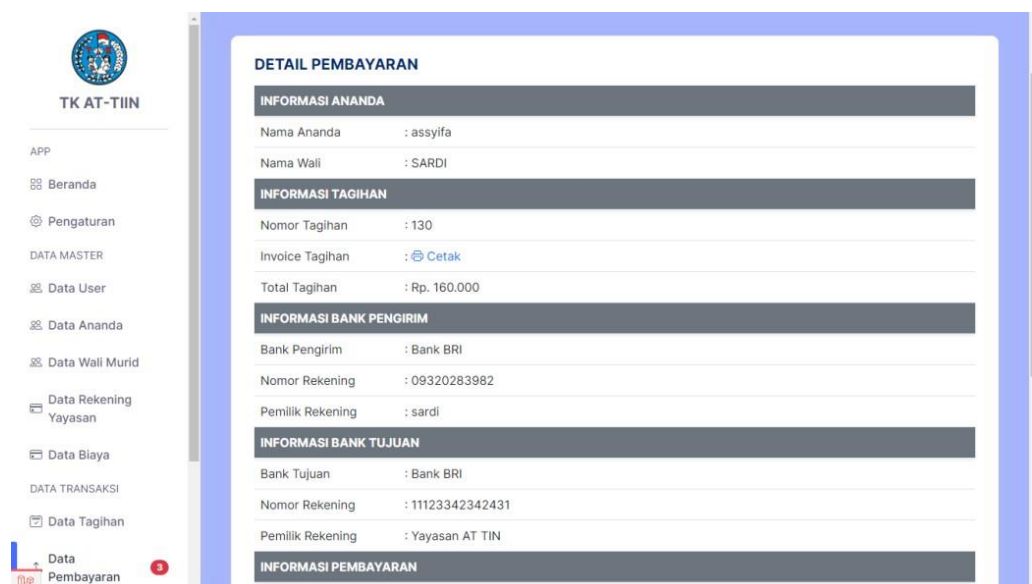 TK AT-TIIN
APP
Beranda
Pengaturan
DATA MASTER
Data User
Data Ananda
Data Wali Murid
Data Rekening
Yayasan
Data Biaya
DATA TRANSAKSI
Data Tagihan
Data
Pembayaran
3
DETAIL PEMBAYARAN
INFORMASI ANANDA
Nama Ananda : assyifa
Nama Wali : SARDI
INFORMASI TAGIHAN
Nomor Tagihan : 130
Invoice Tagihan : Cetak
Total Tagihan : Rp. 160.000
INFORMASI BANK PENGIRIM
Bank Pengirim : Bank BRI
Nomor Rekening : 09320283982
Pemilik Rekening : sardi
INFORMASI BANK TUJUAN
Bank Tujuan : Bank BRI
Nomor Rekening : 11123342342431
Pemilik Rekening : Yayasan AT TIN
INFORMASI PEMBAYARAN